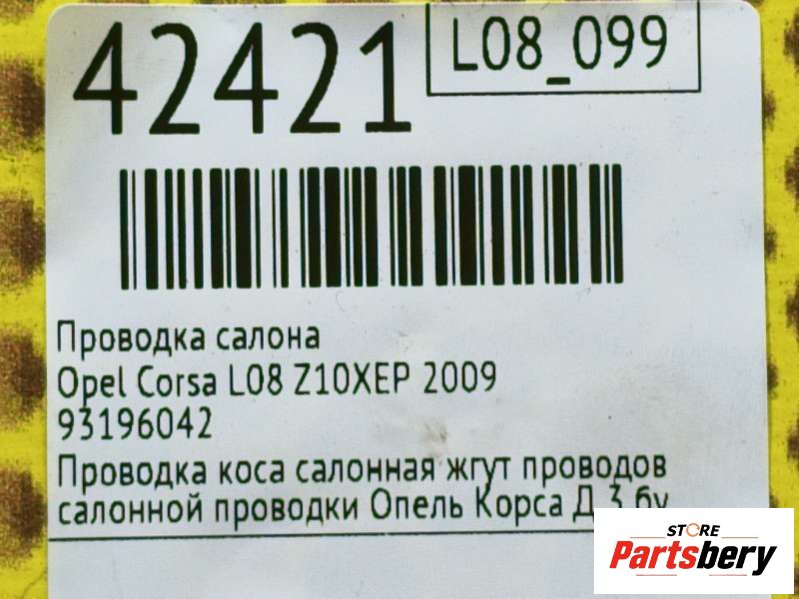 42421
L08_099
Проводка салона
Opel Corsa L08 Z10XEP 2009
93196042
Проводка коса салонная жгут проводов
салонной проводки Опель Корса Д 3 бу
STORE
Partsbery